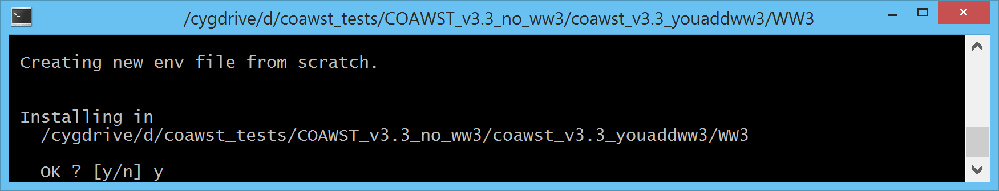 /cygdrive/d/coawst_tests/COAWST_v3.3_no_ww3/coawst_v3.3_youaddww3/WW3
Creating new env file from scratch.
Installing in
/cygdrive/d/coawst_tests/COAWST_v3.3_no_ww3/coawst_v3.3_youaddww3/WW3
OK ? [y/n] y